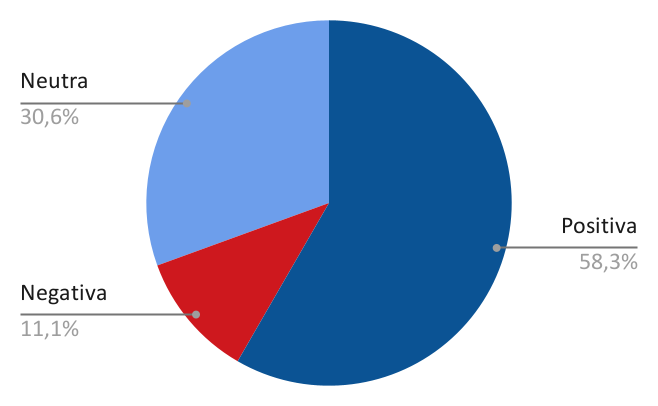 Neutra
30,6%
Positiva
58,3%
Negativa
11,1%